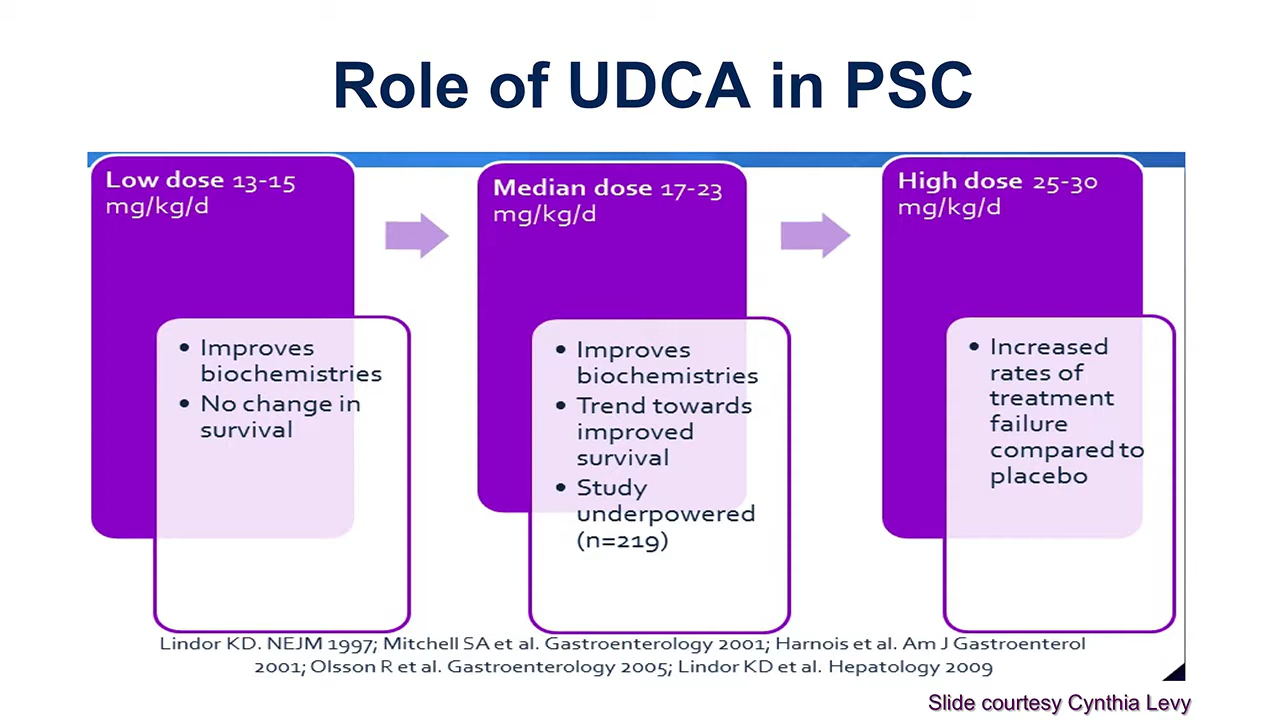 Role of UDCA in PSC
Low dose 13-15
mg/kg/d
• Improves
biochemistries
• No change in
survival
Median dose 17-23
mg/kg/d
• Improves
biochemistries
• Trend towards
improved
survival
• Study
underpowered
(n=219)
High dose 25-30
mg/kg/d
• Increased
rates of
treatment
failure
compared to
placebo
Lindor KD. NEJM 1997; Mitchell SA et al. Gastroenterology 2001; Harnois et al. Am J Gastroenterol
2001; Olsson R et al. Gastroenterology 2005; Lindor KD et al. Hepatology 2009
Slide courtesy Cynthia Levy